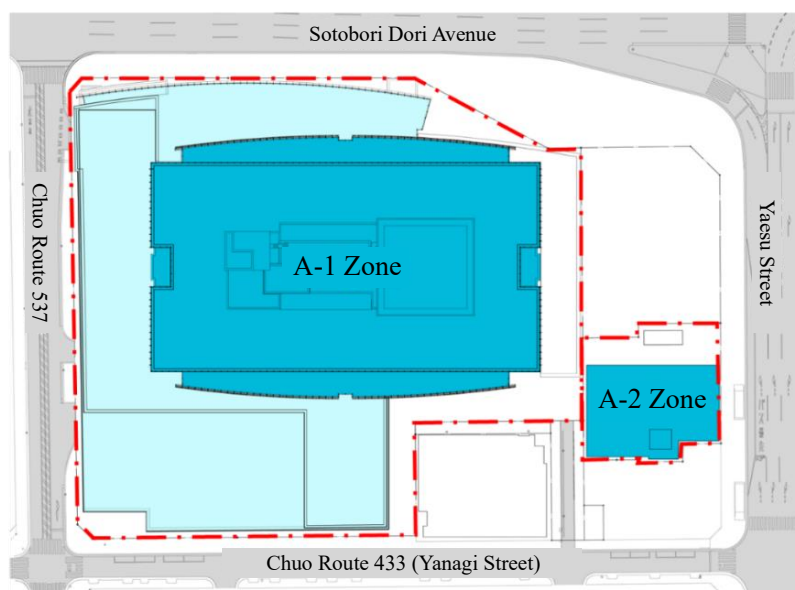 Sotobori Dori Avenue
Chuo Route 537
A-1 Zone
Yaesu Street
A-2 Zone
Chuo Route 433 (Yanagi Street)